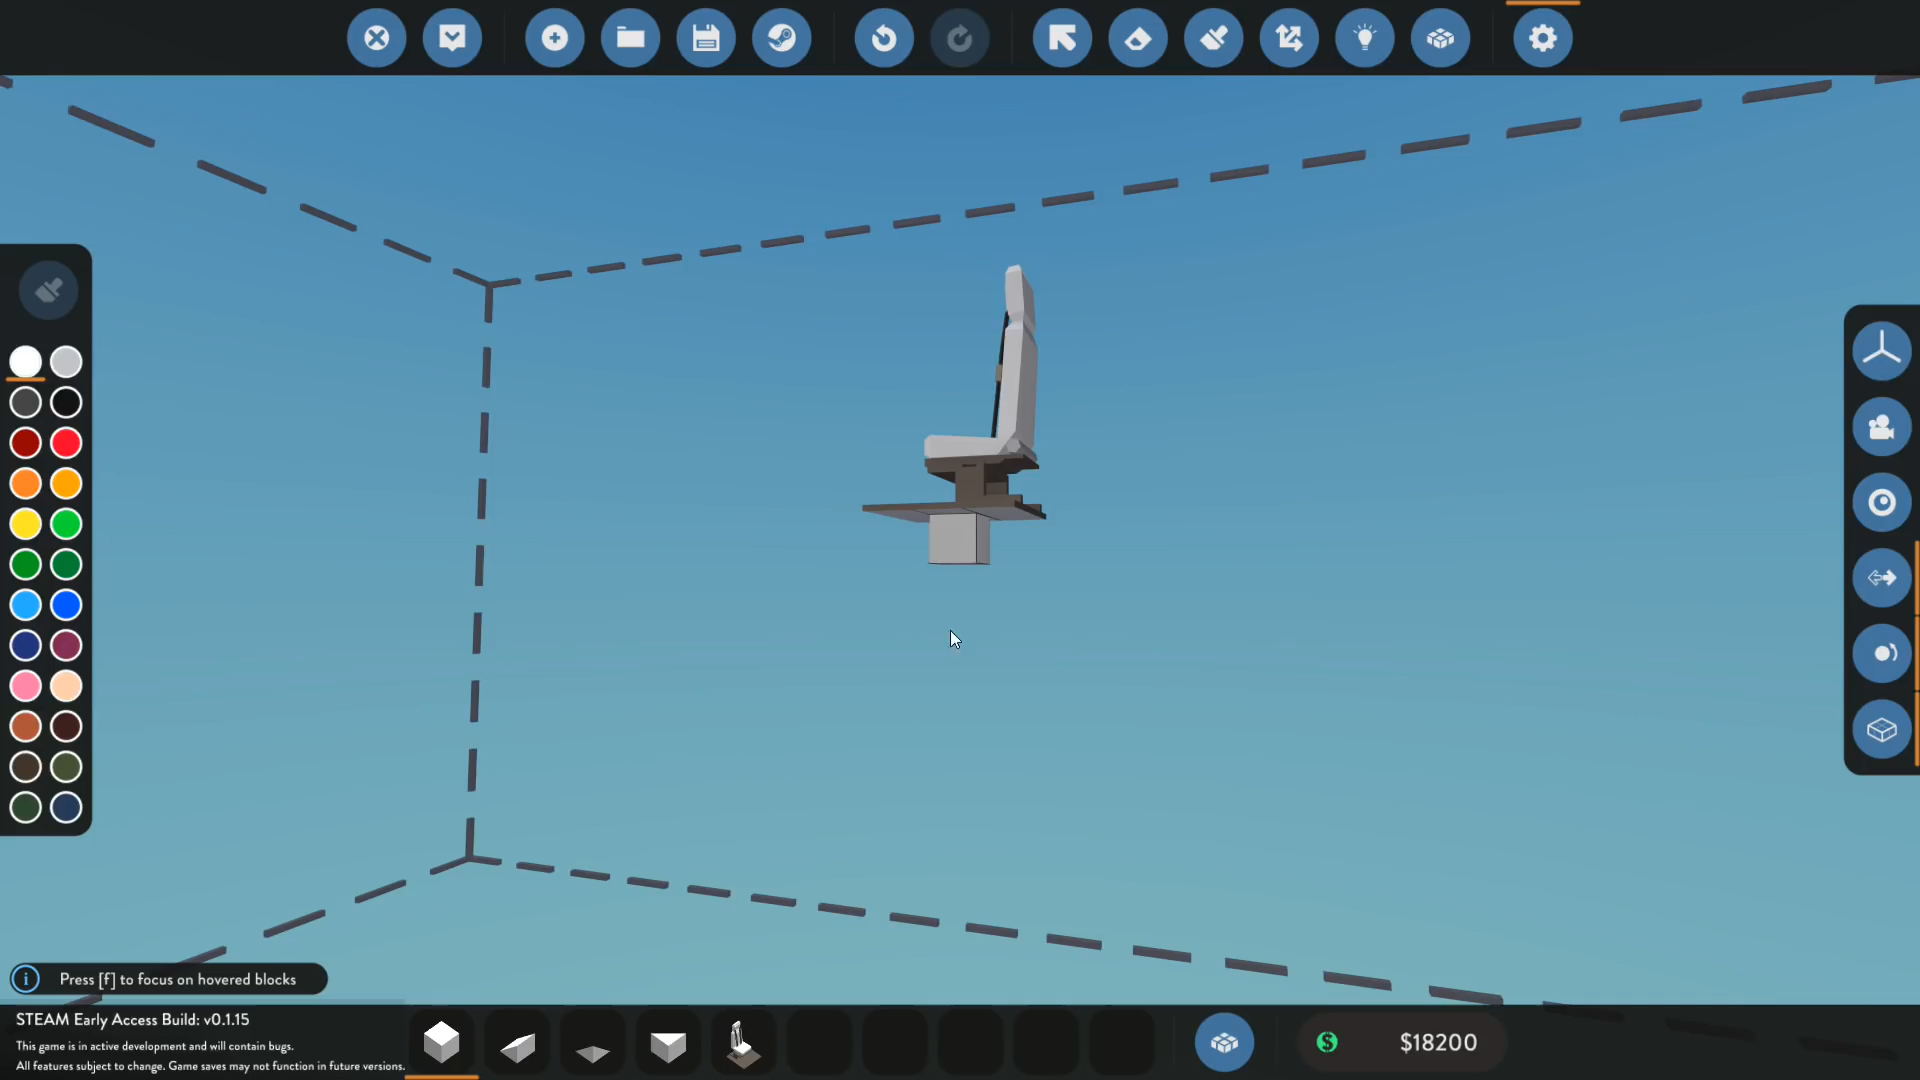 Press [f] to focus on hovered blocks
STEAM Early Access Build: v0.1.15
This game is in active development and will contain bugs.
All features subject to change. Game saves may not function in future versions.
$18200